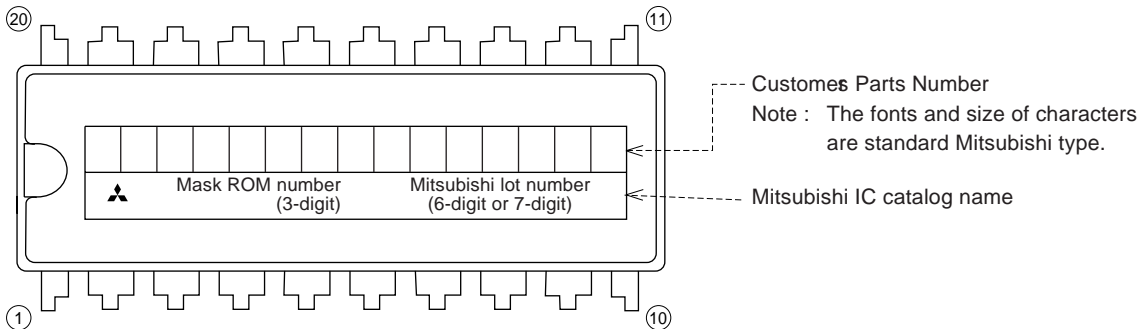 20
11
Customer's Parts Number
Note : The fonts and size of characters
are standard Mitsubishi type.
Mask ROM number
(3-digit)
Mitsubishi lot number
(6-digit or 7-digit)
Mitsubishi IC catalog name
1
10